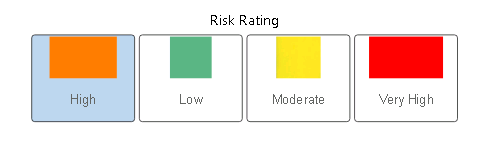 Risk Rating
High
Low
Moderate
Very High